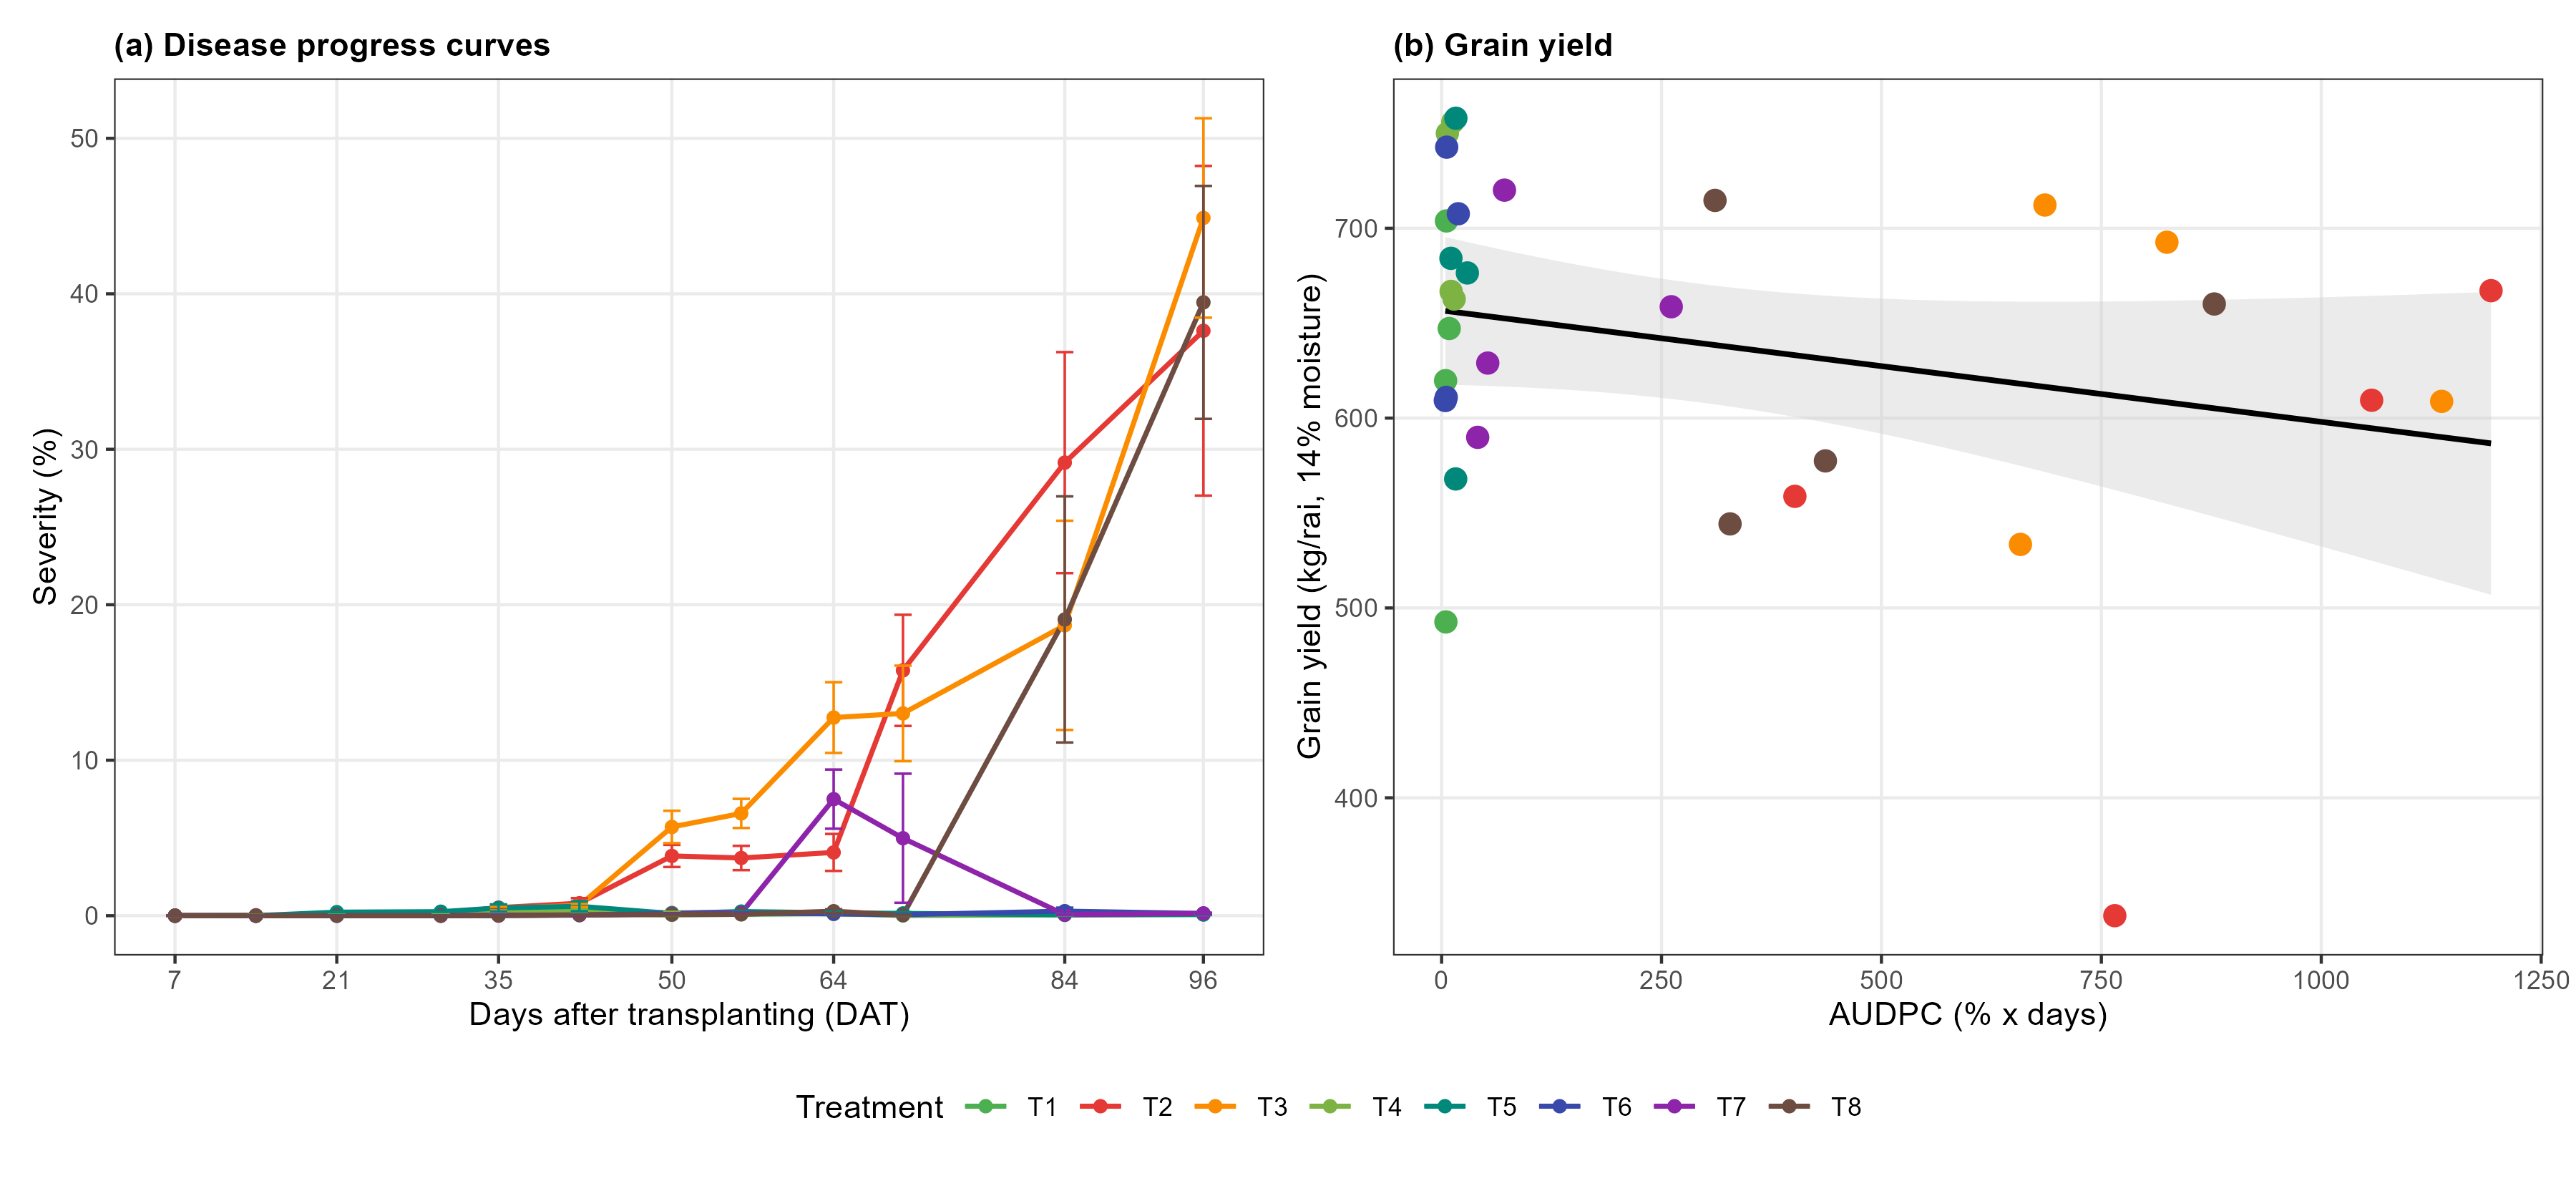 (a) Disease progress curves
Severity (%)
50
40
30
20
10
0
7 21 35 50 64 84 96
Days after transplanting (DAT)
(b) Grain yield
Grain yield (kg/rai, 14% moisture)
700
600
500
400
0 250 500 750 1000 1250
AUDPC (% x days)
Treatment T1 T2 T3 T4 T5 T6 T7 T8